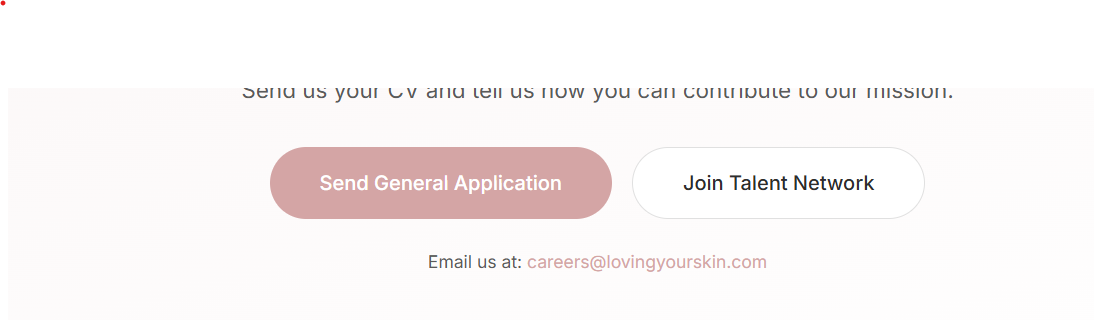 Send us your CV and tell us how you can contribute to our mission.
Send General Application
Join Talent Network
Email us at: careers@lovingyourskin.com